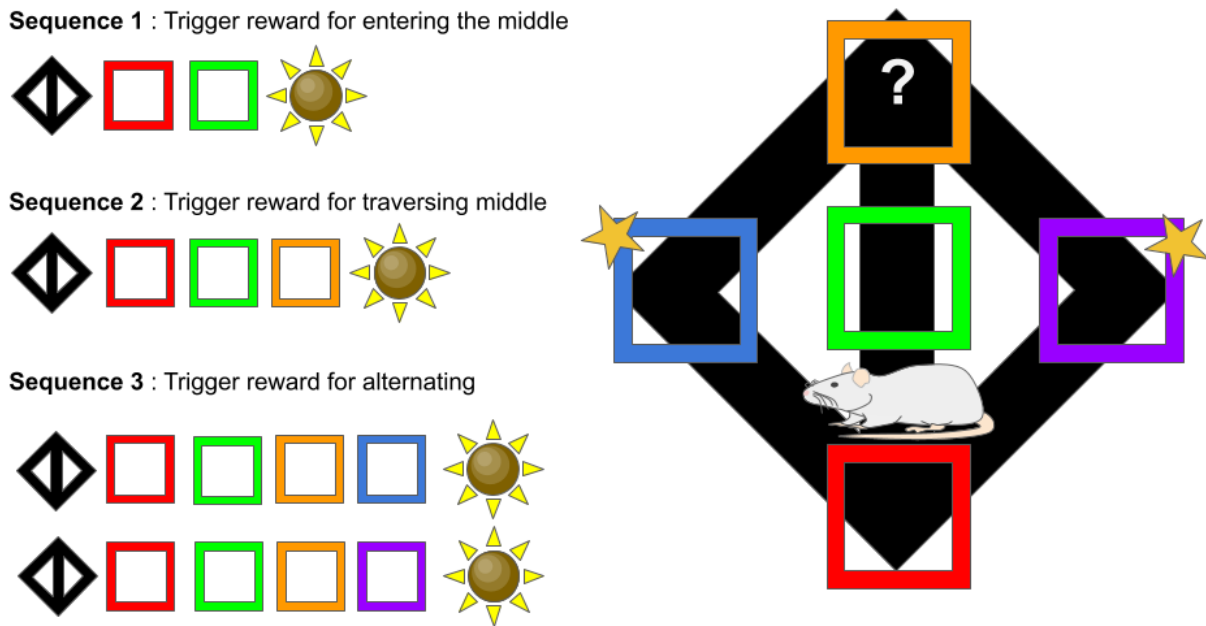 Sequence 1 : Trigger reward for entering the middle
?
Sequence 2 : Trigger reward for traversing middle
Sequence 3 : Trigger reward for alternating